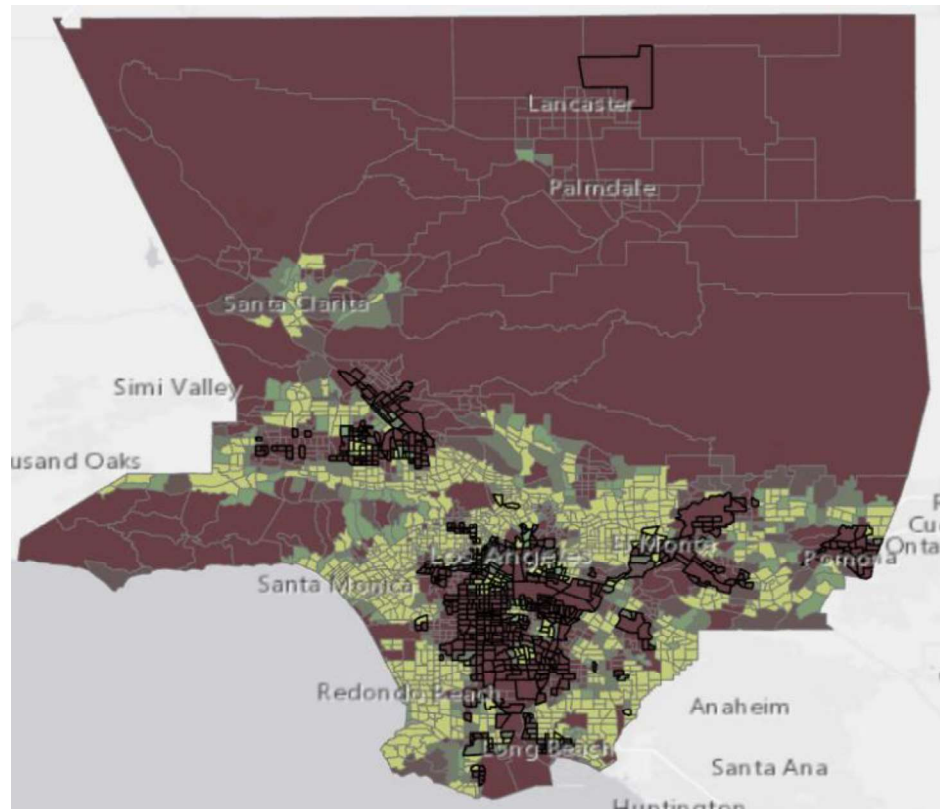 Lancaster
Palmdale
Santa Clarita
Simi Valley
usand Oaks
Los Angeles
El Monte
Pomona
Cu
Onta
Santa Monica
Redondo Beach
Anaheim
Long Beach
Santa Ana
Huntington